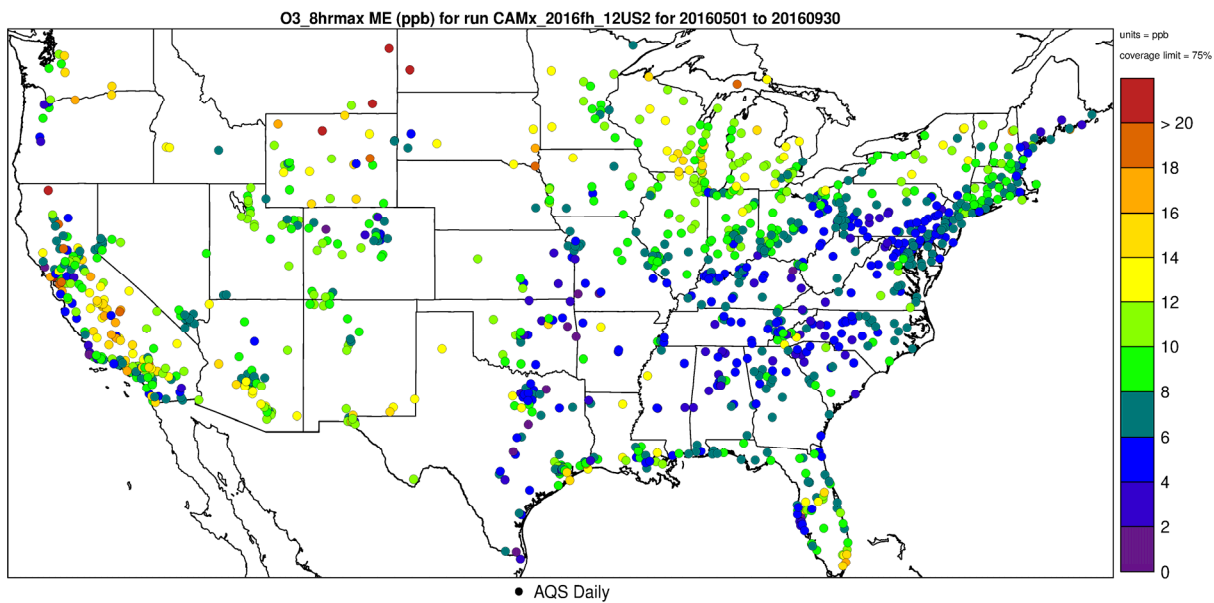 O3_8hrmax ME (ppb) for run CAMx_2016fh_12US2 for 20160501 to 20160930
units = ppb
coverage limit = 75%
> 20
18
16
14
12
10
8
6
4
2
0
AQS Daily